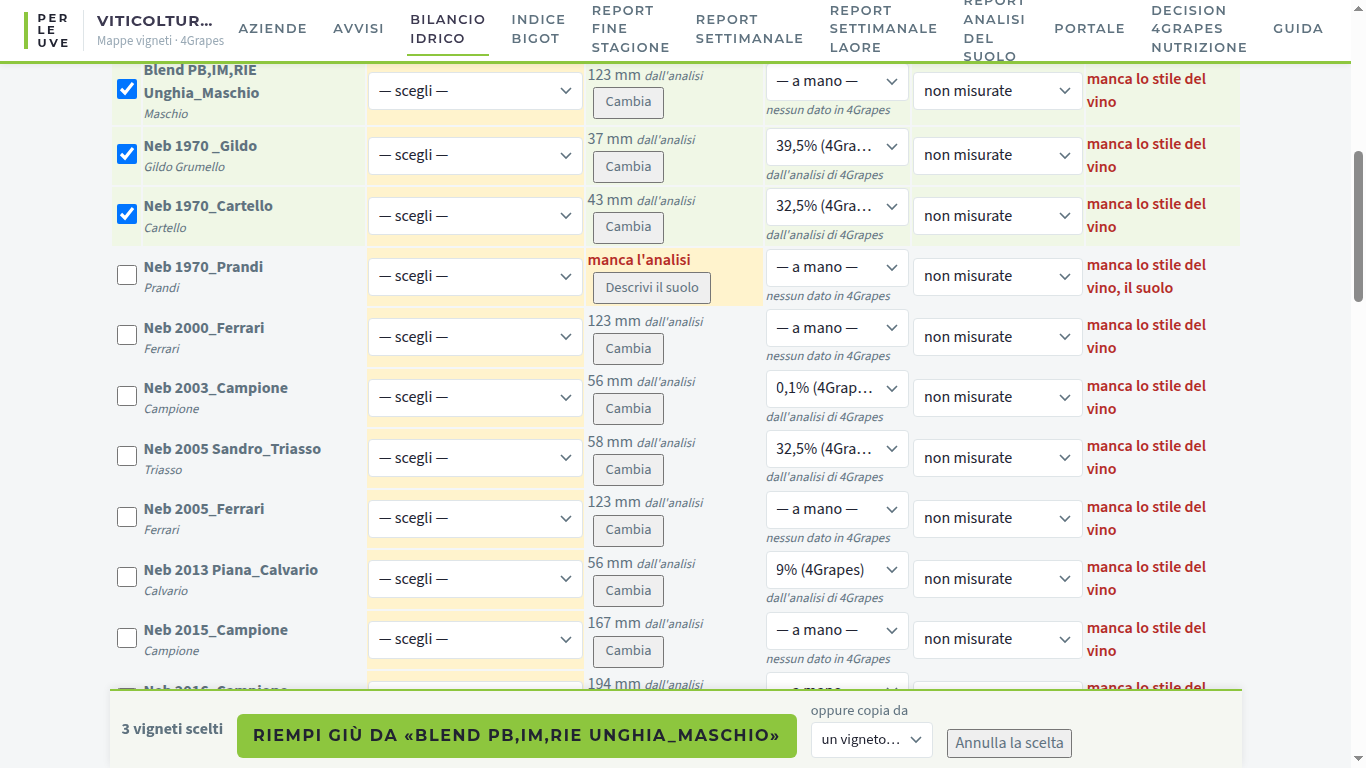 PER
LE
UVE
VITICOLTUR...
Mappe vigneti · 4Grapes
AZIENDE
AVVISI
BILANCIO
IDRICO
INDICE
BIGOT
REPORT
FINE
STAGIONE
REPORT
SETTIMANALE
REPORT
SETTIMANALE
LAORE
REPORT
ANALISI
DEL
SUOLO
PORTALE
DECISION
4GRAPES
NUTRIZIONE
GUIDA
Blend PB,IM,RIE
Unghia_Maschio
Maschio
— scegli —
123 mm dall'analisi
Cambia
— a mano —
nessun dato in 4Grapes
non misurate
manca lo stile del
vino
Neb 1970 _Gildo
Gildo Grumello
— scegli —
37 mm dall'analisi
Cambia
39,5% (4Gra...
dall'analisi di 4Grapes
non misurate
manca lo stile del
vino
Neb 1970_Cartello
Cartello
— scegli —
43 mm dall'analisi
Cambia
32,5% (4Gra...
dall'analisi di 4Grapes
non misurate
manca lo stile del
vino
Neb 1970_Prandi
Prandi
— scegli —
manca l'analisi
Descrivi il suolo
— a mano —
nessun dato in 4Grapes
non misurate
manca lo stile del
vino, il suolo
Neb 2000_Ferrari
Ferrari
— scegli —
123 mm dall'analisi
Cambia
— a mano —
nessun dato in 4Grapes
non misurate
manca lo stile del
vino
Neb 2003_Campione
Campione
— scegli —
56 mm dall'analisi
Cambia
0,1% (4Grap...
dall'analisi di 4Grapes
non misurate
manca lo stile del
vino
Neb 2005 Sandro_Triasso
Triasso
— scegli —
58 mm dall'analisi
Cambia
32,5% (4Gra...
dall'analisi di 4Grapes
non misurate
manca lo stile del
vino
Neb 2005_Ferrari
Ferrari
— scegli —
123 mm dall'analisi
Cambia
— a mano —
nessun dato in 4Grapes
non misurate
manca lo stile del
vino
Neb 2013 Piana_Calvario
Calvario
— scegli —
56 mm dall'analisi
Cambia
9% (4Grapes)
dall'analisi di 4Grapes
non misurate
manca lo stile del
vino
Neb 2015_Campione
Campione
— scegli —
167 mm dall'analisi
Cambia
— a mano —
nessun dato in 4Grapes
non misurate
manca lo stile del
vino
194 mm dall'analisi
manca lo stile del
3 vigneti scelti
RIEMPI GIÙ DA «BLEND PB,IM,RIE UNGHIA_MASCHIO»
oppure copia da
un vigneto...
Annulla la scelta